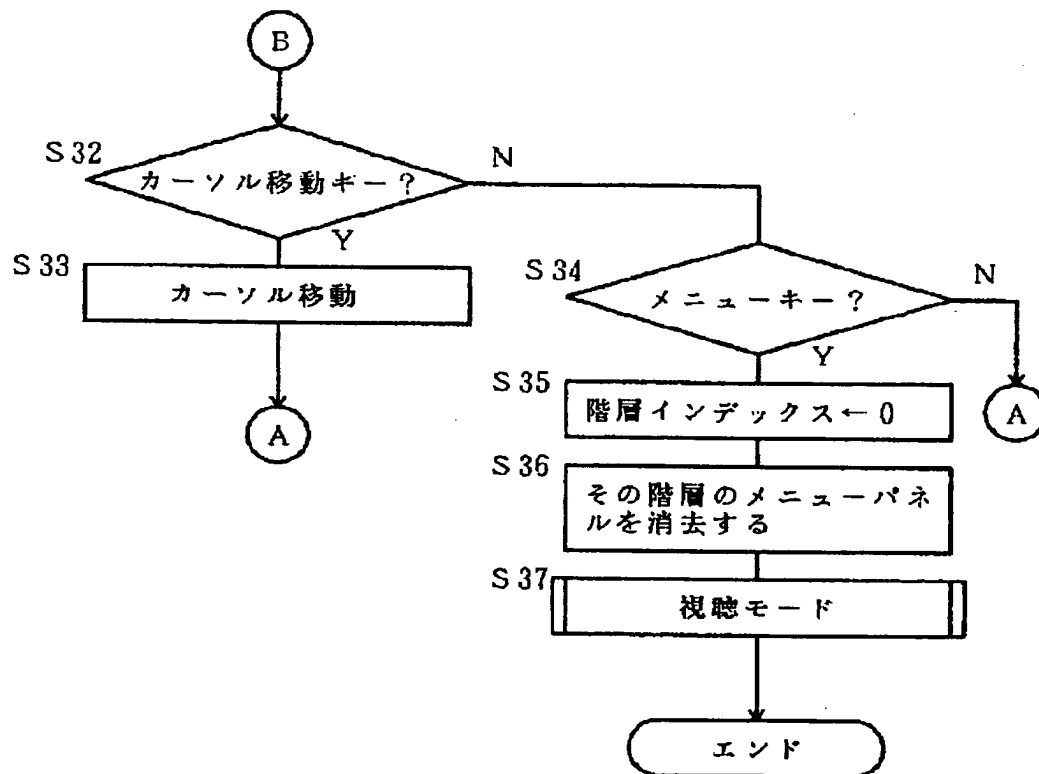 B
S32
カーソル移動キー?
N
Y
S33
カーソル移動
A
S34
メニューキー?
N
Y
A
S35
階層インデックス←0
S36
その階層のメニューパネ
ルを消去する
S37
視聴モード
エンド